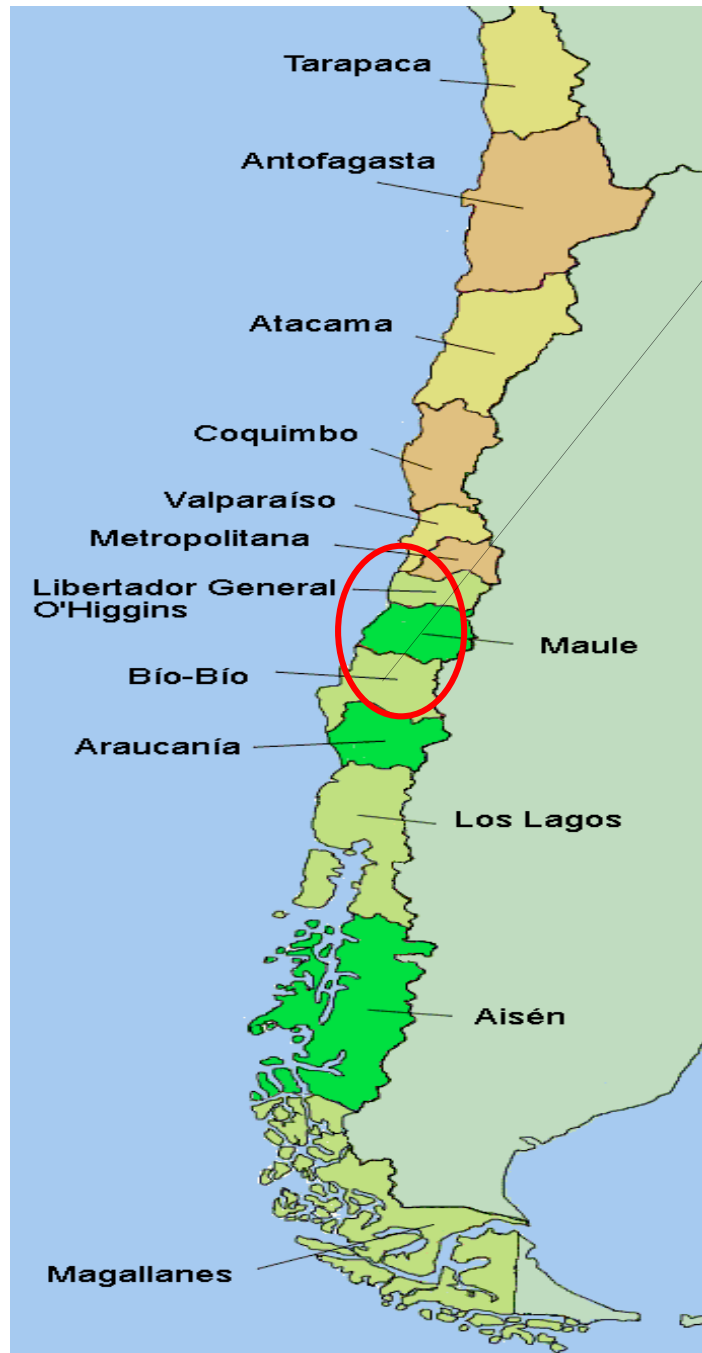 Tarapaca
Antofagasta
Atacama
Coquimbo
Valparaíso
Metropolitana
Libertador General
O'Higgins
Maule
Bío-Bío
Araucanía
Los Lagos
Aisén
Magallanes